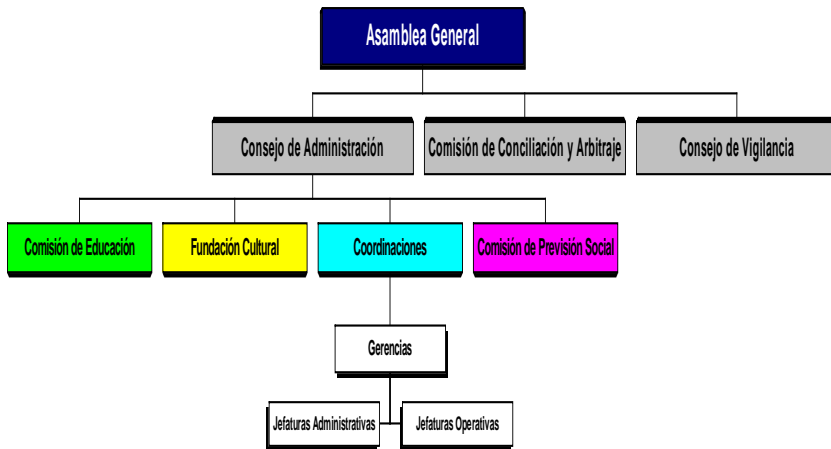 Asamblea General
Consejo de Administración
Comisión de Conciliación y Arbitraje
Consejo de Vigilancia
Comisión de Educación
Fundación Cultural
Coordinaciones
Comisión de Previsión Social
Gerencias
Jefaturas Administrativas
Jefaturas Operativas